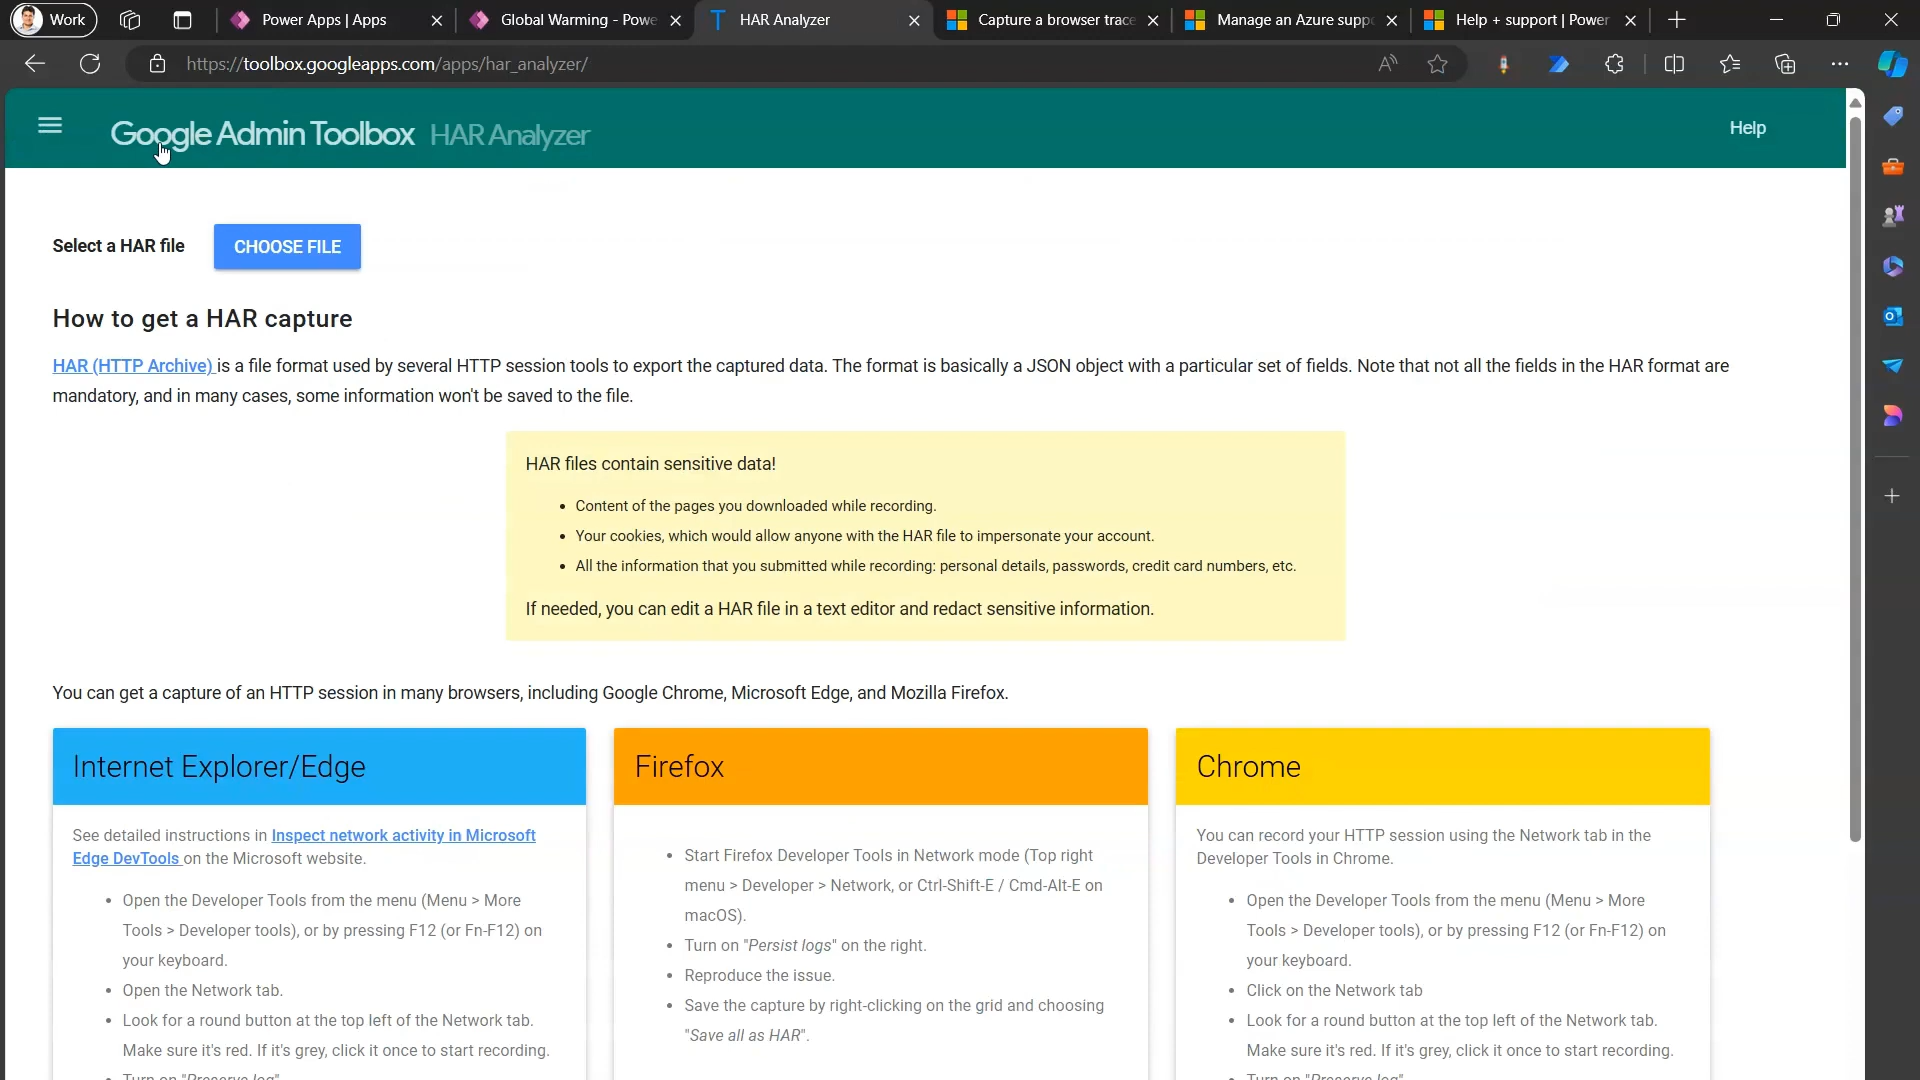 Work
Power Apps | Apps
Global Warming - Powe
HAR Analyzer
Capture a browser trace
Manage an Azure suppo
Help + support | Power
https://toolbox.googleapps.com/apps/har_analyzer/
Google Admin Toolbox HAR Analyzer
Help
Select a HAR file
CHOOSE FILE
How to get a HAR capture
HAR (HTTP Archive) is a file format used by several HTTP session tools to export the captured data. The format is basically a JSON object with a particular set of fields. Note that not all the fields in the HAR format are
mandatory, and in many cases, some information won't be saved to the file.
HAR files contain sensitive data!
• Content of the pages you downloaded while recording.
• Your cookies, which would allow anyone with the HAR file to impersonate your account.
• All the information that you submitted while recording: personal details, passwords, credit card numbers, etc.
If needed, you can edit a HAR file in a text editor and redact sensitive information.
You can get a capture of an HTTP session in many browsers, including Google Chrome, Microsoft Edge, and Mozilla Firefox.
Internet Explorer/Edge
See detailed instructions in Inspect network activity in Microsoft
Edge DevTools on the Microsoft website.
• Open the Developer Tools from the menu (Menu > More
Tools > Developer tools), or by pressing F12 (or Fn-F12) on
your keyboard.
• Open the Network tab.
• Look for a round button at the top left of the Network tab.
Make sure it's red. If it's grey, click it once to start recording.
• Turn on "Preserve log"
Firefox
• Start Firefox Developer Tools in Network mode (Top right
menu > Developer > Network, or Ctrl-Shift-E / Cmd-Alt-E on
macOS).
• Turn on "Persist logs" on the right.
• Reproduce the issue.
• Save the capture by right-clicking on the grid and choosing
"Save all as HAR".
Chrome
You can record your HTTP session using the Network tab in the
Developer Tools in Chrome.
• Open the Developer Tools from the menu (Menu > More
Tools > Developer tools), or by pressing F12 (or Fn-F12) on
your keyboard.
• Click on the Network tab
• Look for a round button at the top left of the Network tab.
Make sure it's red. If it's grey, click it once to start recording.
• Turn on "Preserve log"